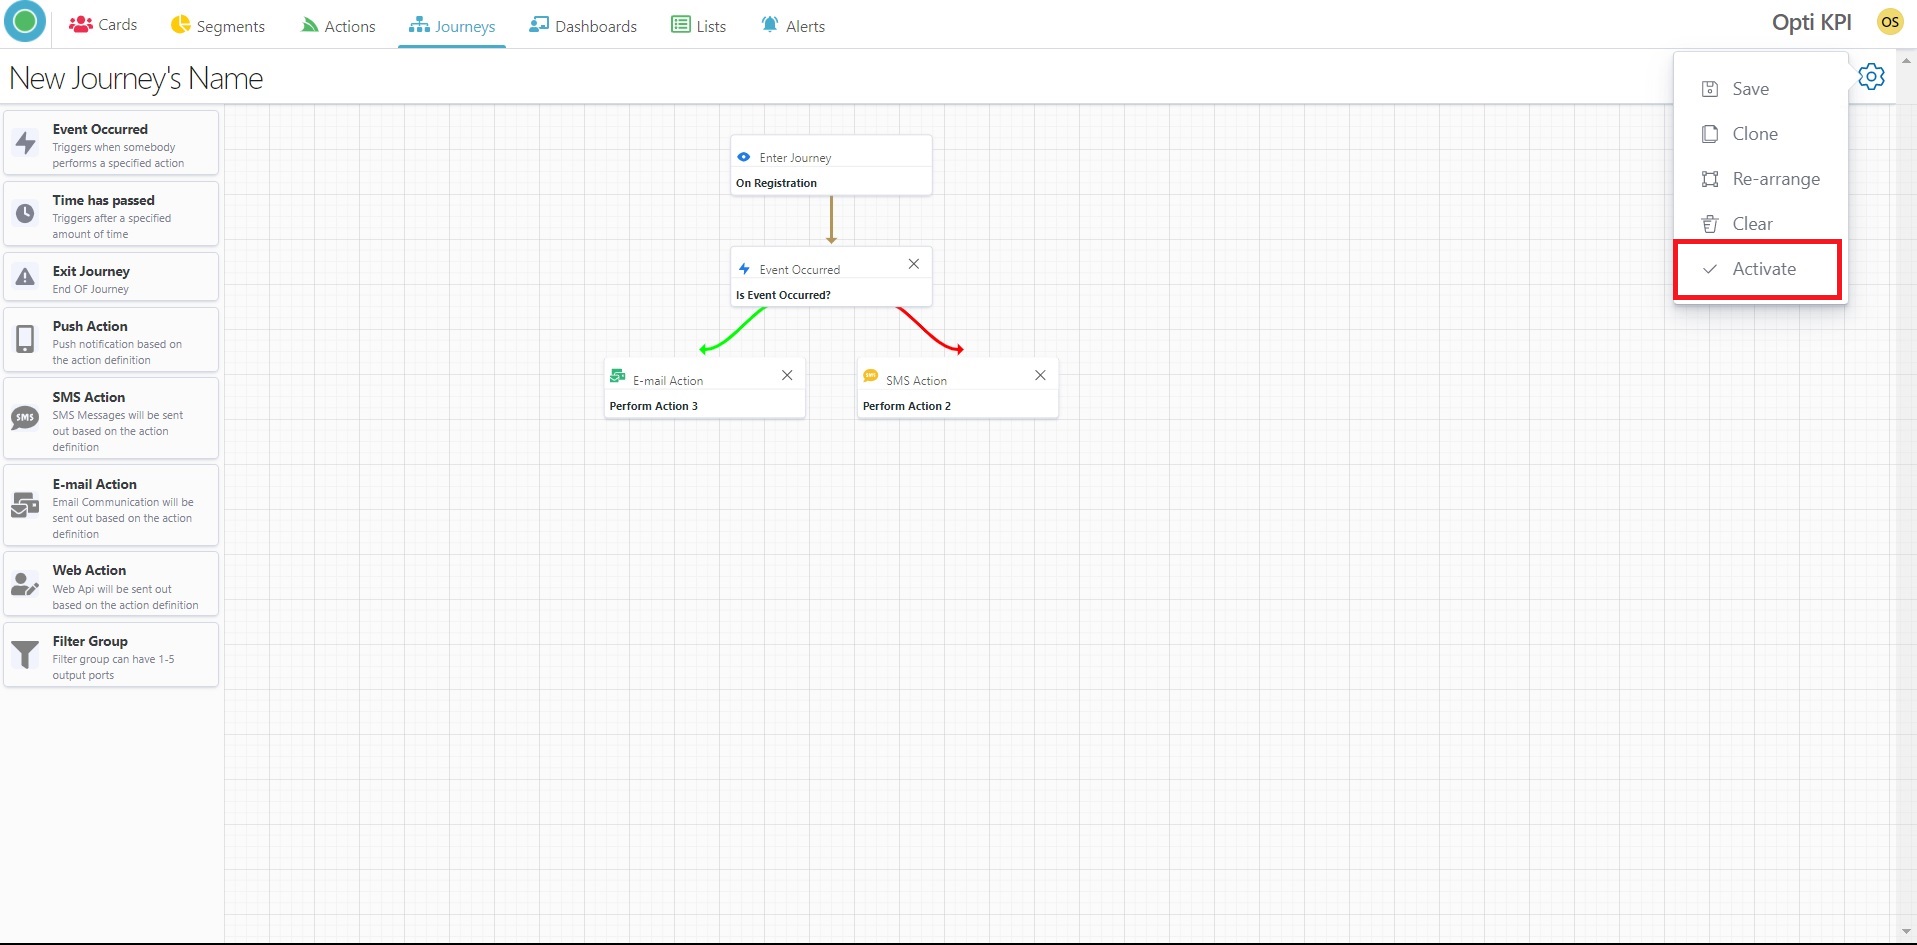 Cards
Segments
Actions
Journeys
Dashboards
Lists
Alerts
Opti KPI
OS
New Journey's Name
Save
Clone
Re-arrange
Clear
Activate
Event Occurred
Triggers when somebody
performs a specified action
Time has passed
Triggers after a specified
amount of time
Exit Journey
End OF Journey
Push Action
Push notification based on
the action definition
SMS
SMS Action
SMS Messages will be sent
out based on the action
definition
E-mail Action
Email Communication will be
sent out based on the action
definition
Web Action
Web Api will be sent out
based on the action definition
Filter Group
Filter group can have 1-5
output ports
Enter Journey
On Registration
Event Occurred
Is Event Occurred?
E-mail Action
Perform Action 3
SMS
SMS Action
Perform Action 2